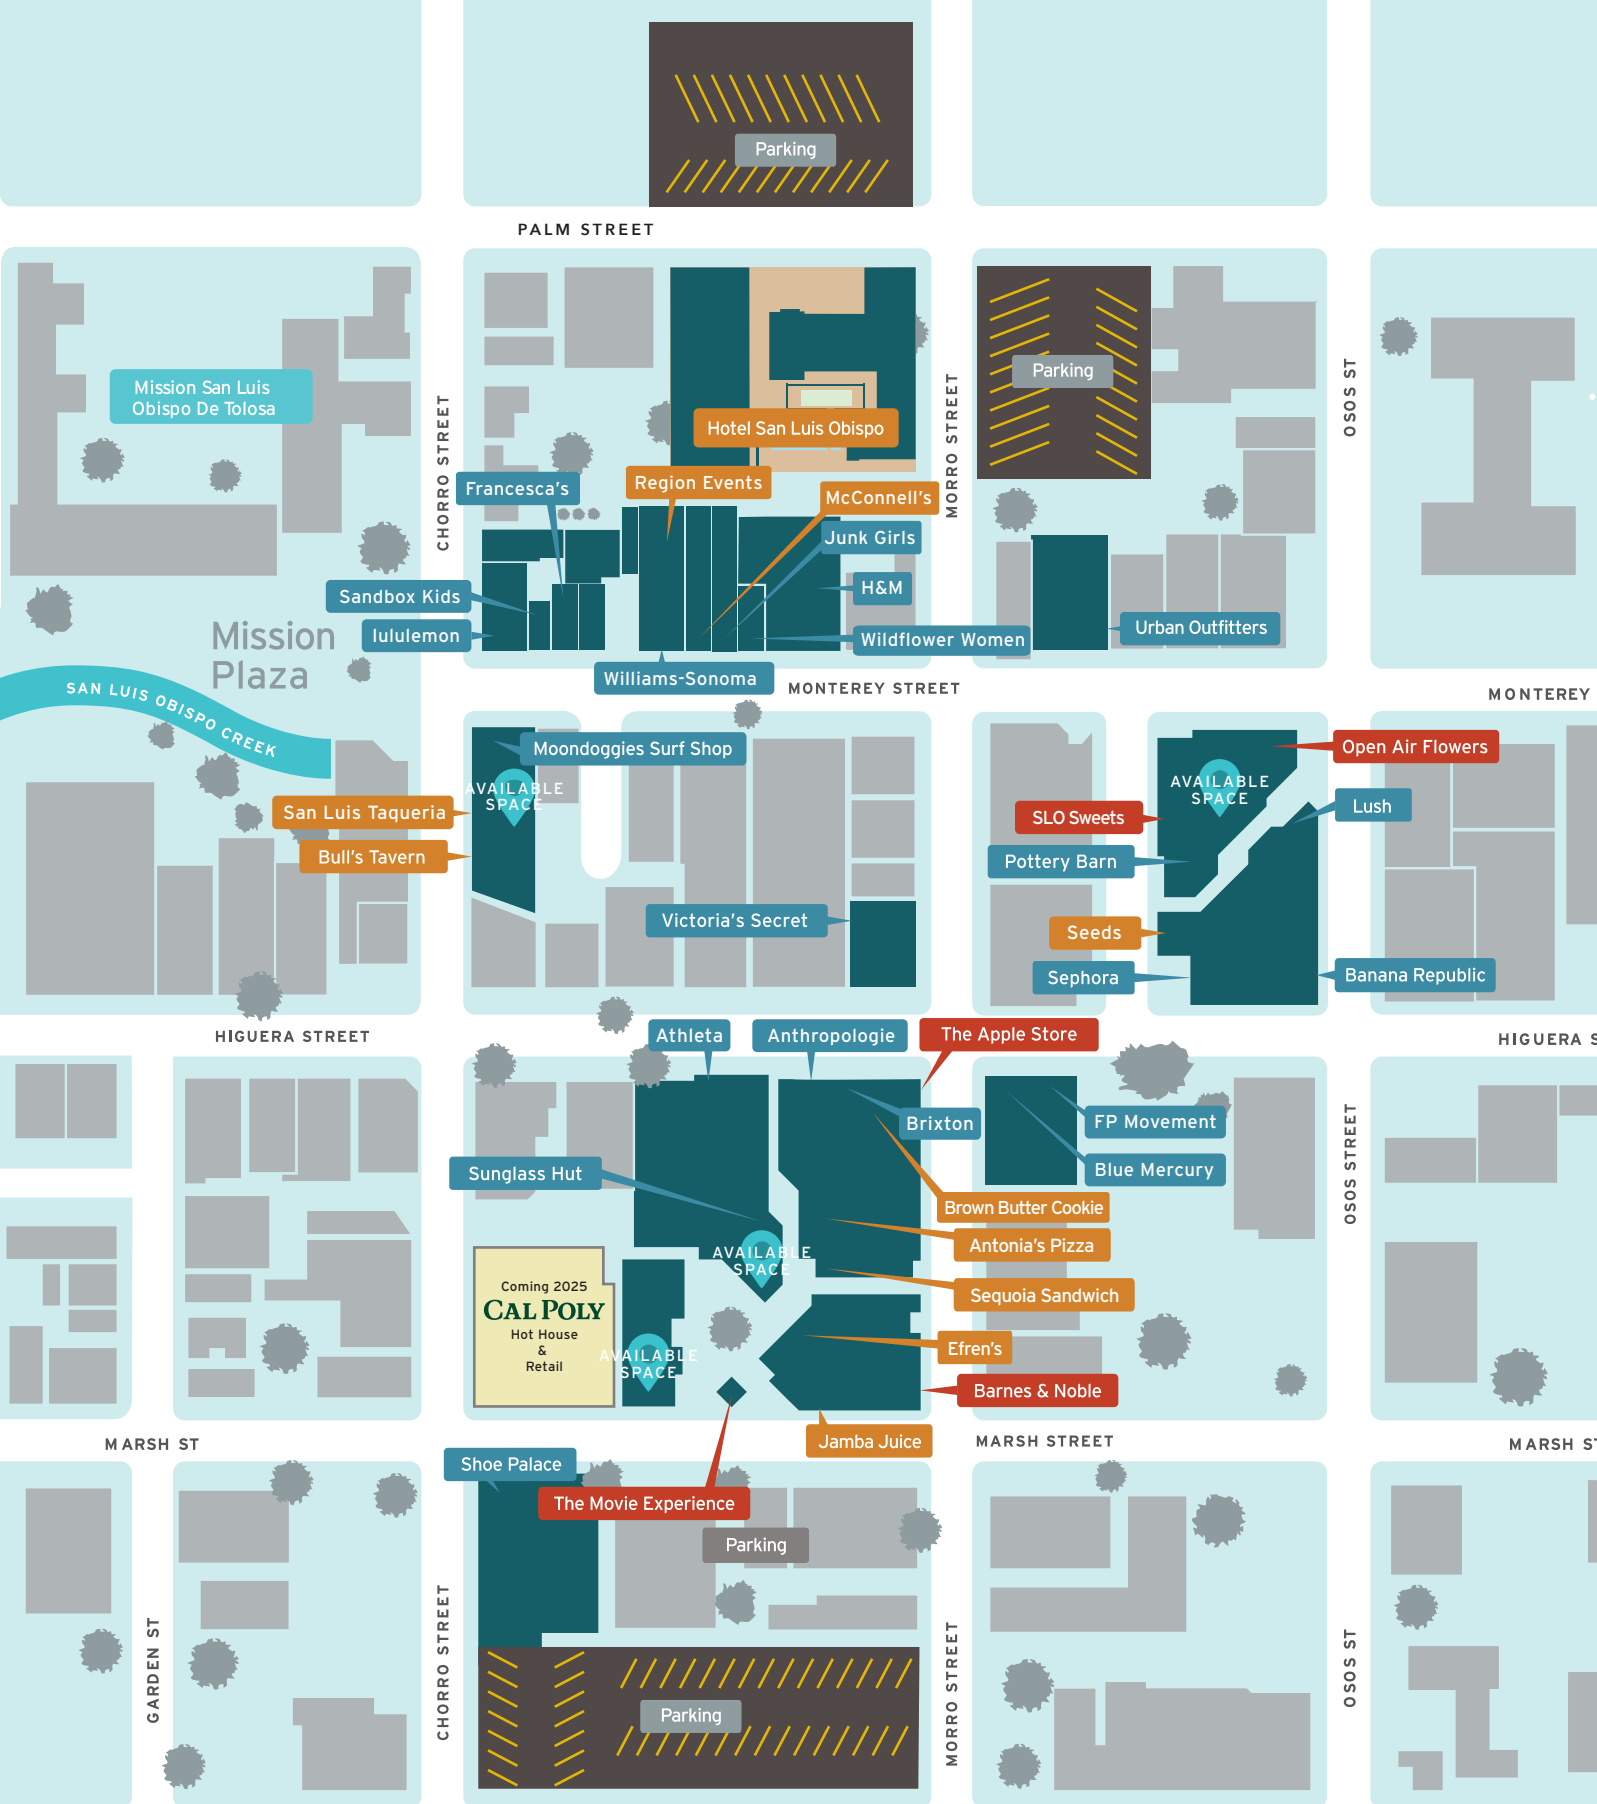 Parking
PALM STREET
Parking
Mission San Luis
Obispo De Tolosa
CHORRO STREET
MORRO STREET
OSOS ST
Hotel San Luis Obispo
Francesca's
Region Events
McConnell's
Junk Girls
H&M
Sandbox Kids
lululemon
Wildflower Women
Urban Outfitters
Williams-Sonoma
Mission
Plaza
SAN LUIS OBISPO CREEK
MONTEREY STREET
MONTEREY
Moondoggies Surf Shop
AVAILABLE
SPACE
San Luis Taqueria
Bull's Tavern
Victoria's Secret
Open Air Flowers
AVAILABLE
SPACE
Lush
SLO Sweets
Pottery Barn
Seeds
Sephora
Banana Republic
HIGUERA STREET
HIGUERA S
Athleta
Anthropologie
The Apple Store
Brixton
FP Movement
Blue Mercury
Sunglass Hut
Brown Butter Cookie
Antonia's Pizza
Sequoia Sandwich
Efren's
Barnes & Noble
Jamba Juice
AVAILABLE
SPACE
Coming 2025
CAL POLY
Hot House
&
Retail
AVAILABLE
SPACE
OSOS STREET
MARSH ST
MARSH STREET
MARSH ST
Shoe Palace
The Movie Experience
Parking
Parking
GARDEN ST
CHORRO STREET
MORRO STREET
OSOS ST